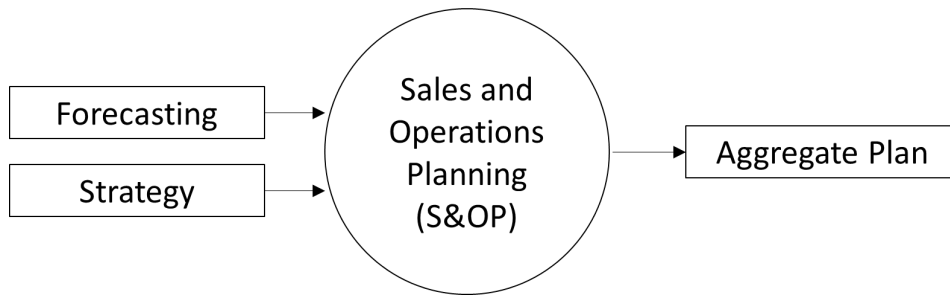 Forecasting
Strategy
Sales and
Operations
Planning
(S&OP)
Aggregate Plan